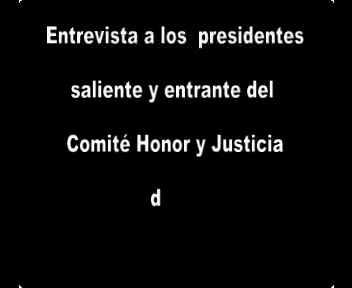 Entrevista a los presidentes
saliente y entrante del
Comité Honor y Justicia
d